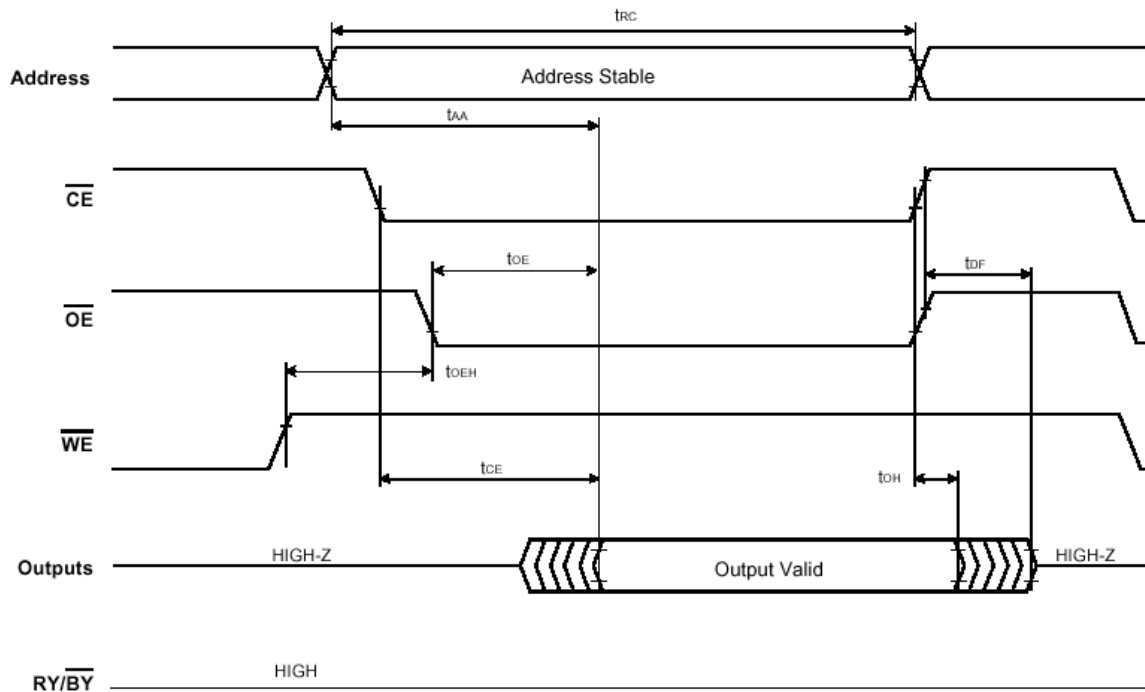 tRC
Address
Address Stable
tAA
CE
tOE
tDF
OE
tOEH
WE
tCE
tOH
HIGH-Z
HIGH-Z
Outputs
Output Valid
HIGH
RY/BY